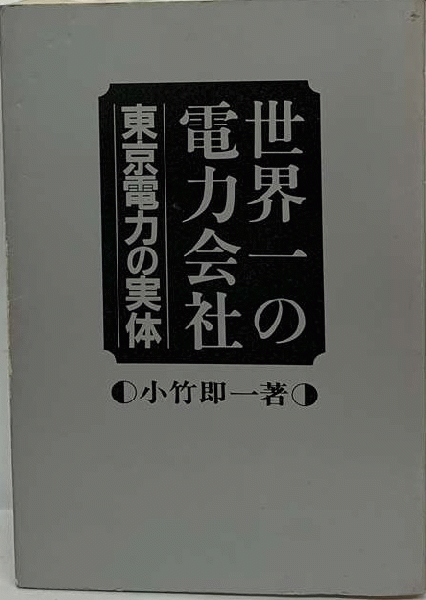 世界一の
電力会社
東京電力の実体
小竹即一著